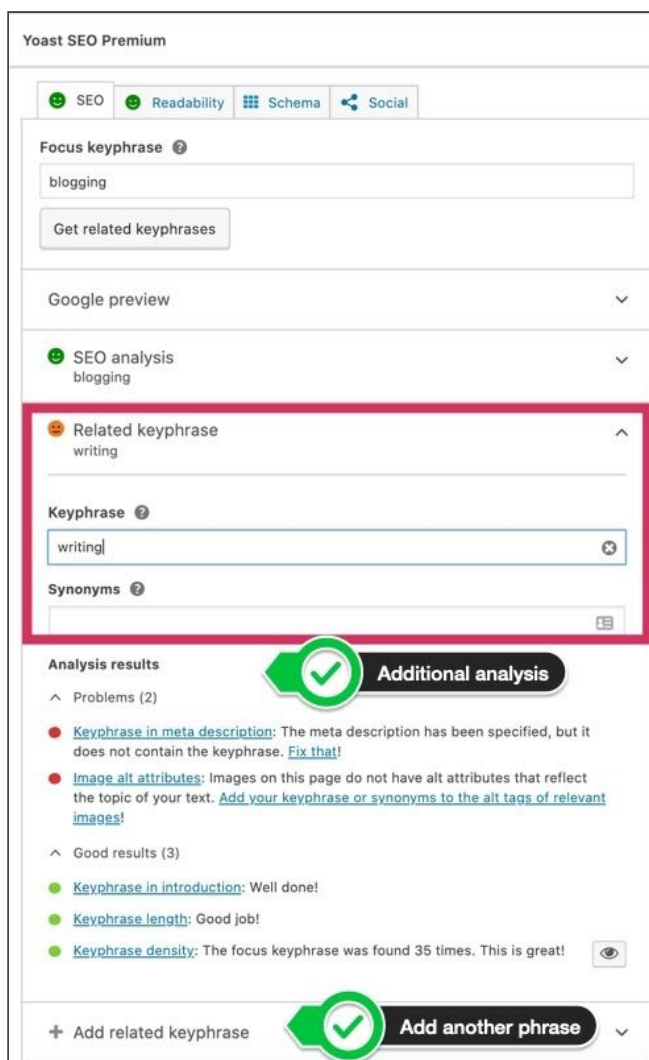 Yoast SEO Premium
SEO
Readability
Schema
Social
Focus keyphrase
blogging
Get related keyphrases
Google preview
SEO analysis
blogging
Related keyphrase
writing
Keyphrase
writing
Synonyms
Analysis results
Additional analysis
Problems (2)
Keyphrase in meta description: The meta description has been specified, but it
does not contain the keyphrase. Fix that!
Image alt attributes: Images on this page do not have alt attributes that reflect
the topic of your text. Add your keyphrase or synonyms to the alt tags of relevant
images!
Good results (3)
Keyphrase in introduction: Well done!
Keyphrase length: Good job!
Keyphrase density: The focus keyphrase was found 35 times. This is great!
Add related keyphrase
Add another phrase